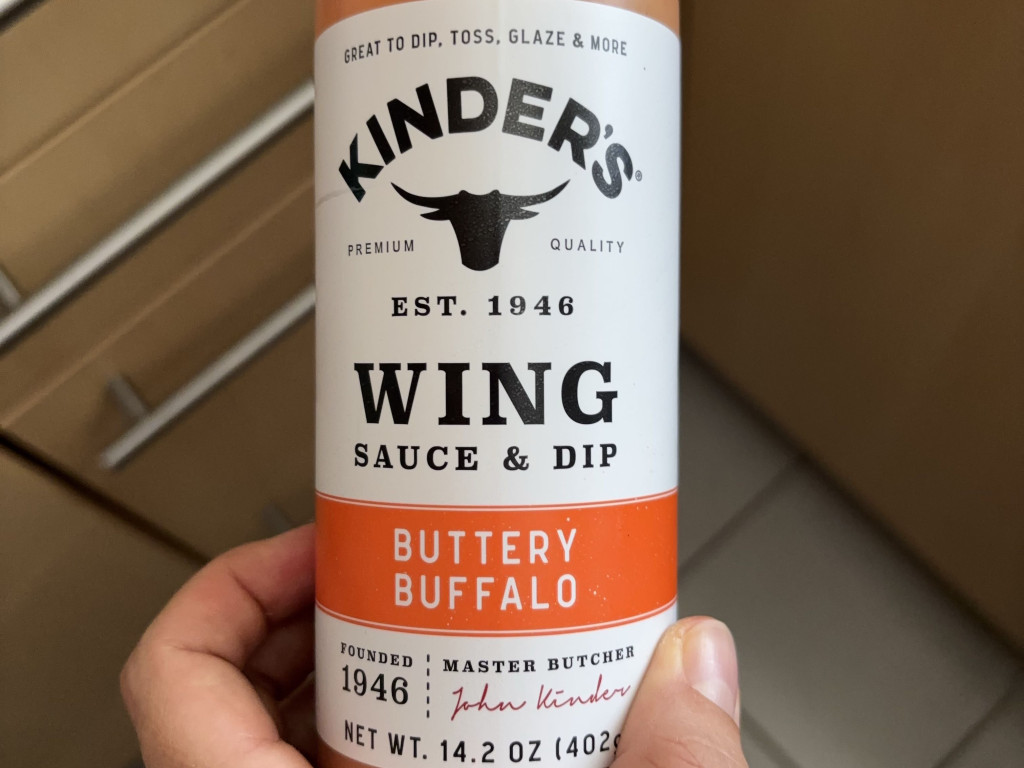 GREAT TO DIP, TOSS, GLAZE & MORE
KINDER'S®
PREMIUM QUALITY
EST. 1946
WING
SAUCE & DIP
BUTTERY
BUFFALO
FOUNDED
1946
MASTER BUTCHER
John Kinder
NET WT. 14.2 OZ (402g